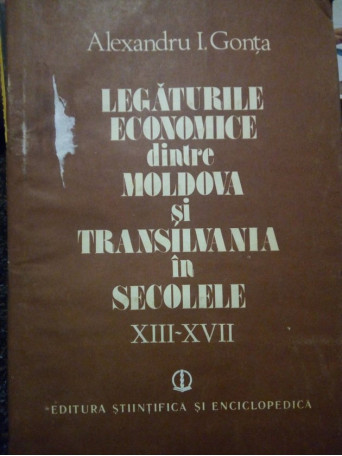 Alexandru I. Gonța
LEGĂTURILE
ECONOMICE
dintre
MOLDOVA
și
TRANSILVANIA
în
SECOLELE
XIII-XVII
EDITURA ȘTIINȚIFICĂ ȘI ENCICLOPEDICĂ